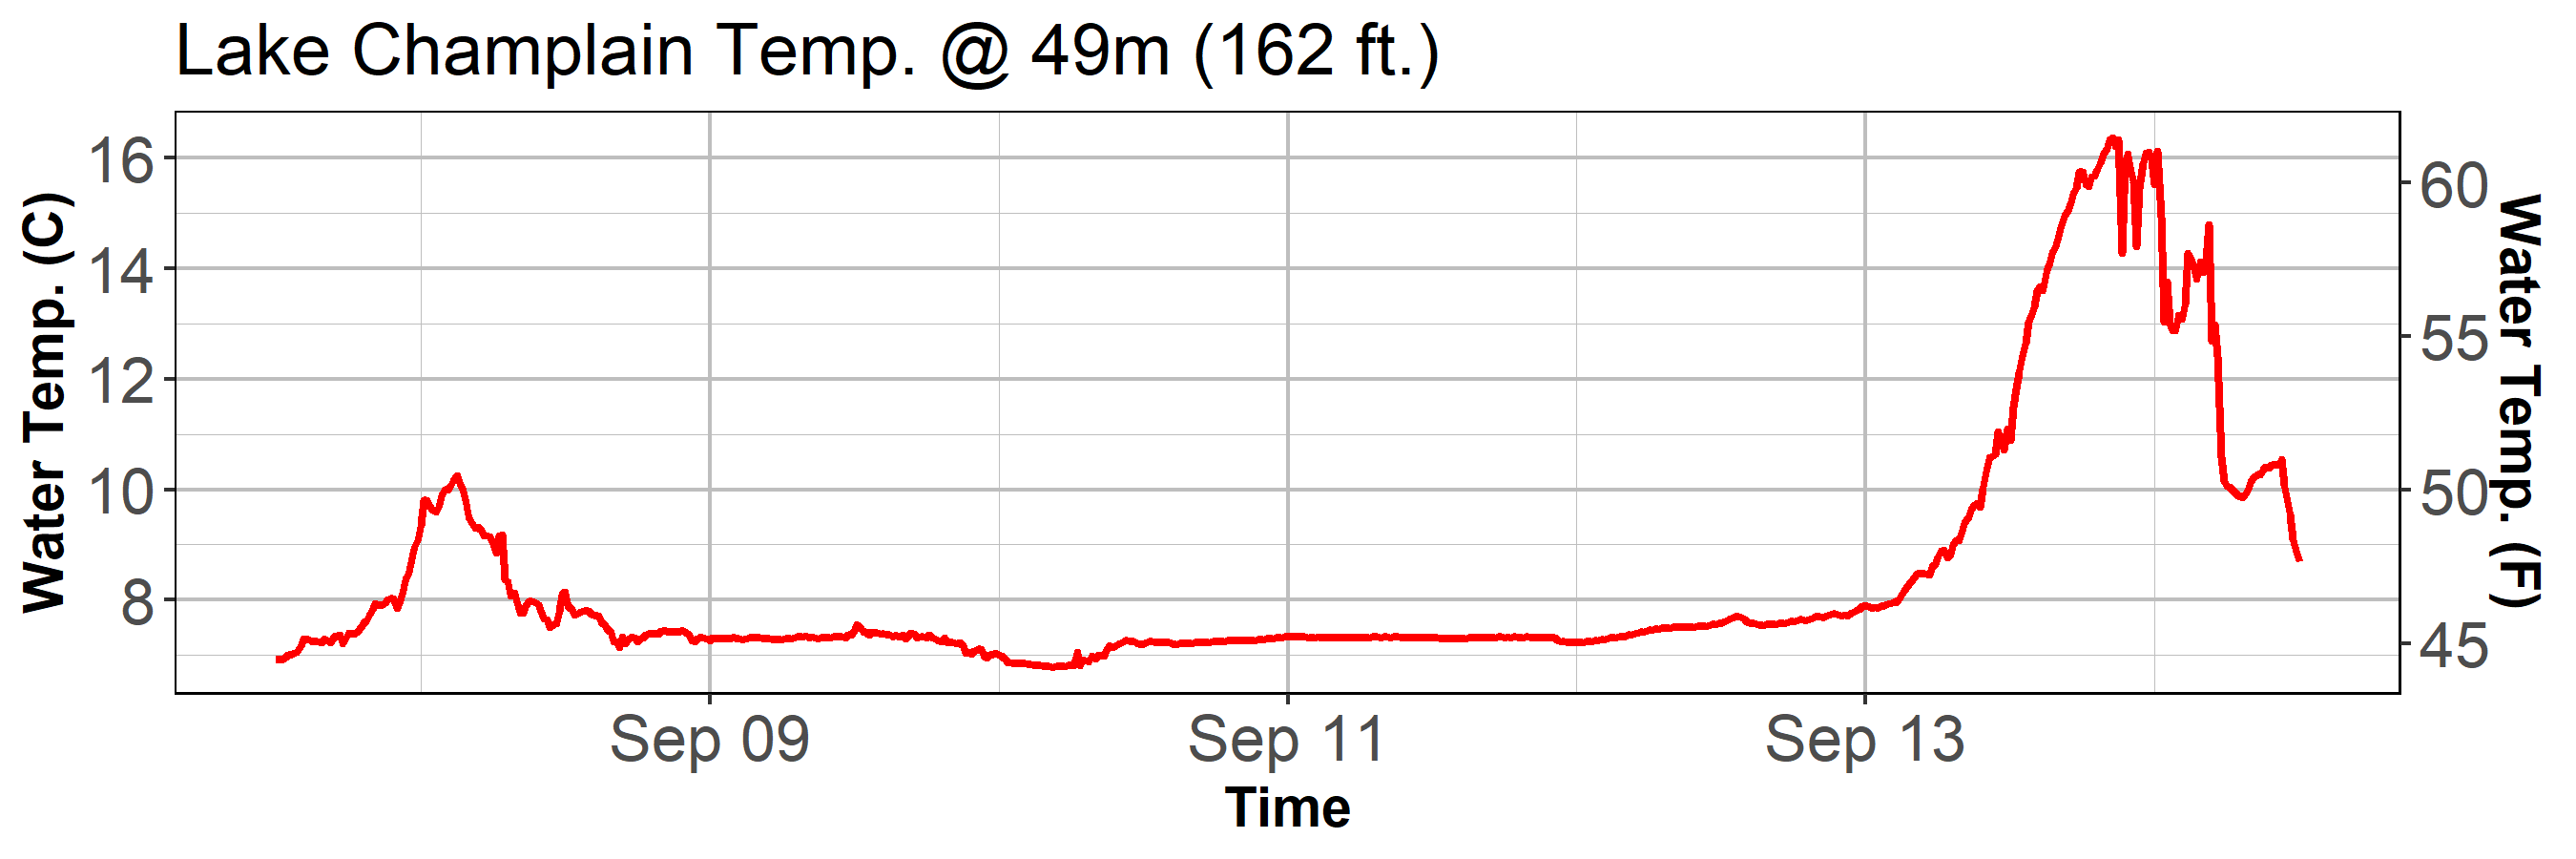 Lake Champlain Temp. @ 49m (162 ft.)
Water Temp. (C)
16
14
12
10
8
60
55
50
45
Water Temp. (F)
Sep 09
Sep 11
Sep 13
Time